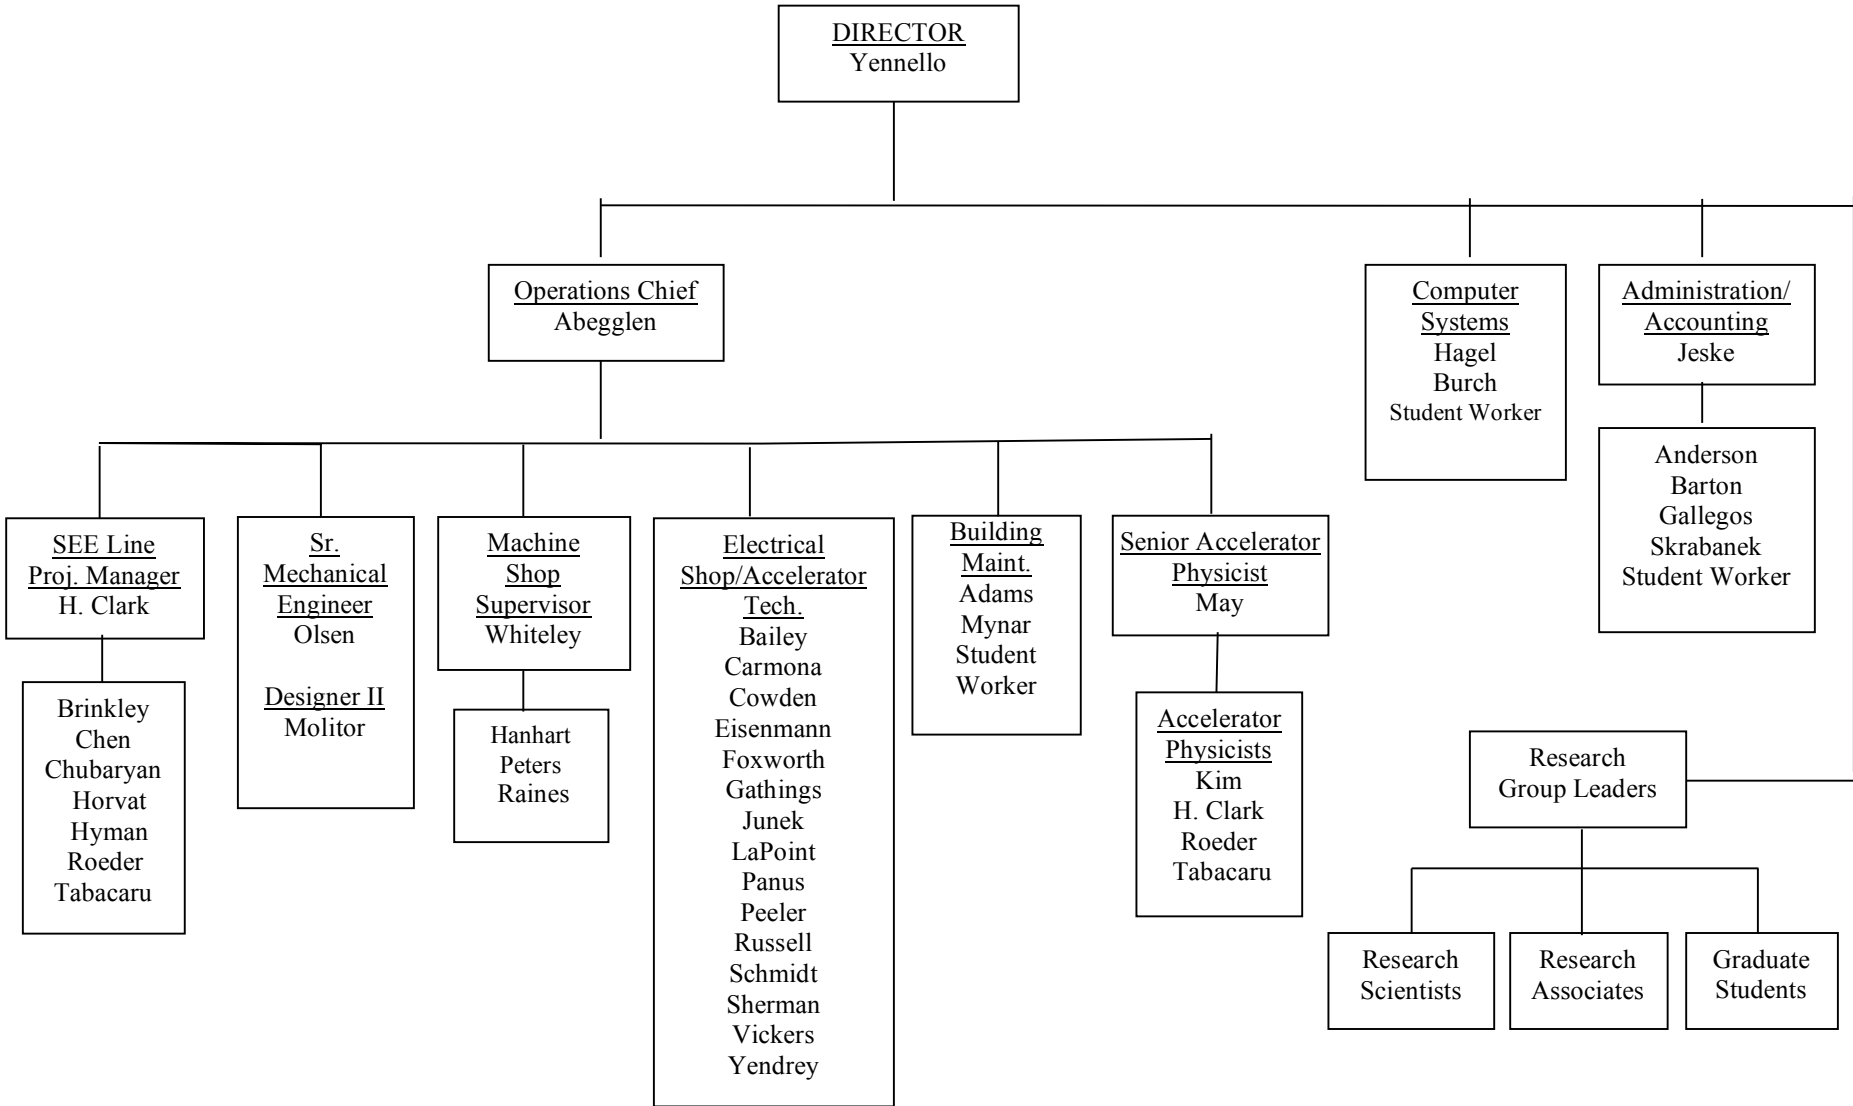 DIRECTOR
Yennello
Operations Chief
Abegglen
Computer
Systems
Hagel
Burch
Student Worker
Administration/
Accounting
Jeske
Anderson
Barton
Gallegos
Skrabanek
Student Worker
SEE Line
Proj. Manager
H. Clark
Brinkley
Chen
Chubaryan
Horvat
Hyman
Roeder
Tabacaru
Sr.
Mechanical
Engineer
Olsen
Designer II
Molitor
Machine
Shop
Supervisor
Whiteley
Hanhart
Peters
Raines
Electrical
Shop/Accelerator
Tech.
Bailey
Carmona
Cowden
Eisenmann
Foxworth
Gathings
Junek
LaPoint
Panus
Peeler
Russell
Schmidt
Sherman
Vickers
Yendrey
Building
Maint.
Adams
Mynar
Student
Worker
Senior Accelerator
Physicist
May
Accelerator
Physicists
Kim
H. Clark
Roeder
Tabacaru
Research
Group Leaders
Research
Scientists
Research
Associates
Graduate
Students